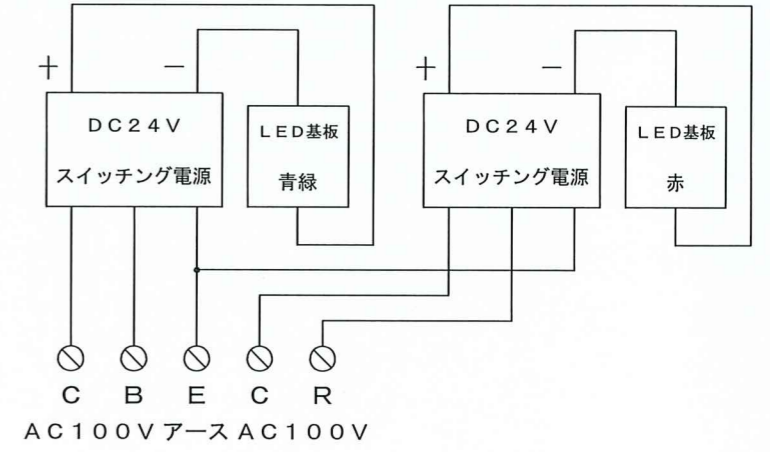 ＋ － ＋ －
ＤＣ２４Ｖ
スイッチング電源
ＬＥＤ基板
青緑
ＤＣ２４Ｖ
スイッチング電源
ＬＥＤ基板
赤
Ｃ Ｂ Ｅ Ｃ Ｒ
ＡＣ１００Ｖ アース ＡＣ１００Ｖ